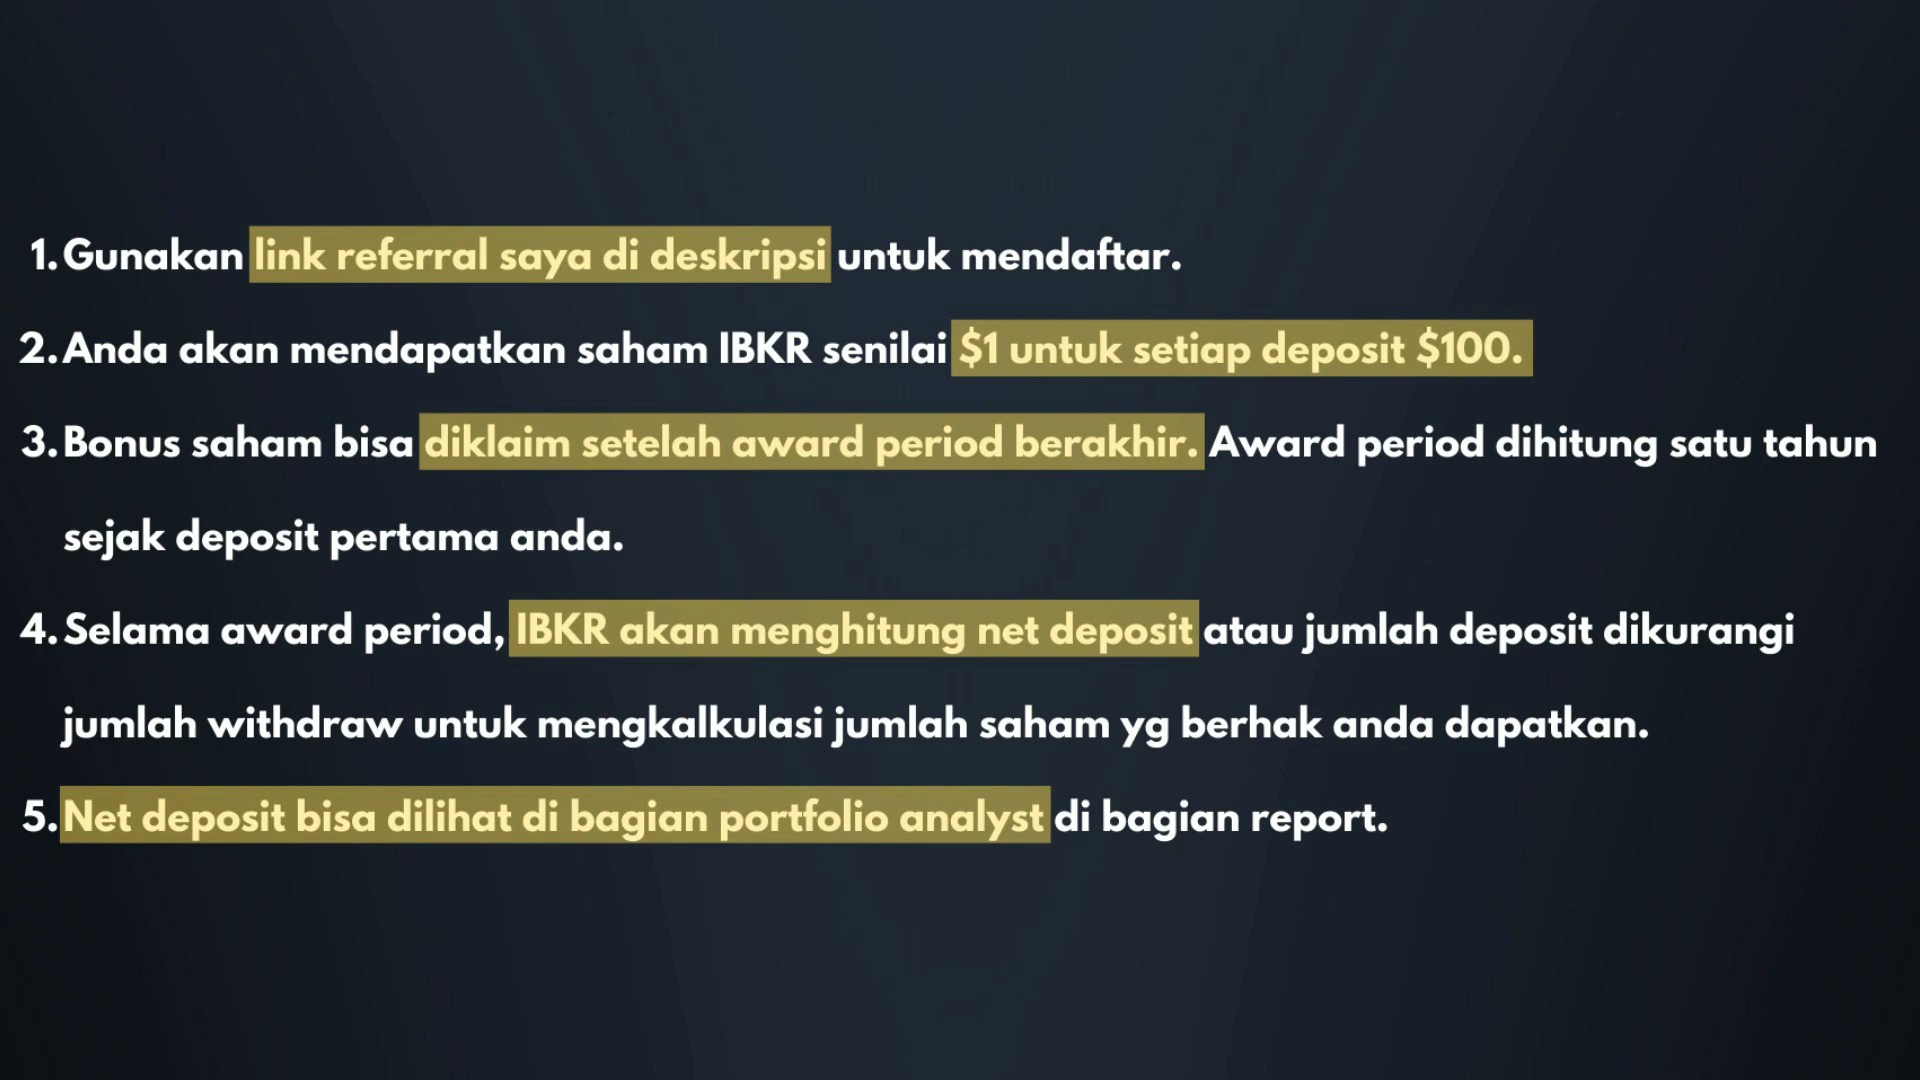 1. Gunakan link referral saya di deskripsi untuk mendaftar.
2. Anda akan mendapatkan saham IBKR senilai $1 untuk setiap deposit $100.
3. Bonus saham bisa diklaim setelah award period berakhir. Award period dihitung satu tahun
sejak deposit pertama anda.
4. Selama award period, IBKR akan menghitung net deposit atau jumlah deposit dikurangi
jumlah withdraw untuk mengkalkulasi jumlah saham yg berhak anda dapatkan.
5. Net deposit bisa dilihat di bagian portfolio analyst di bagian report.